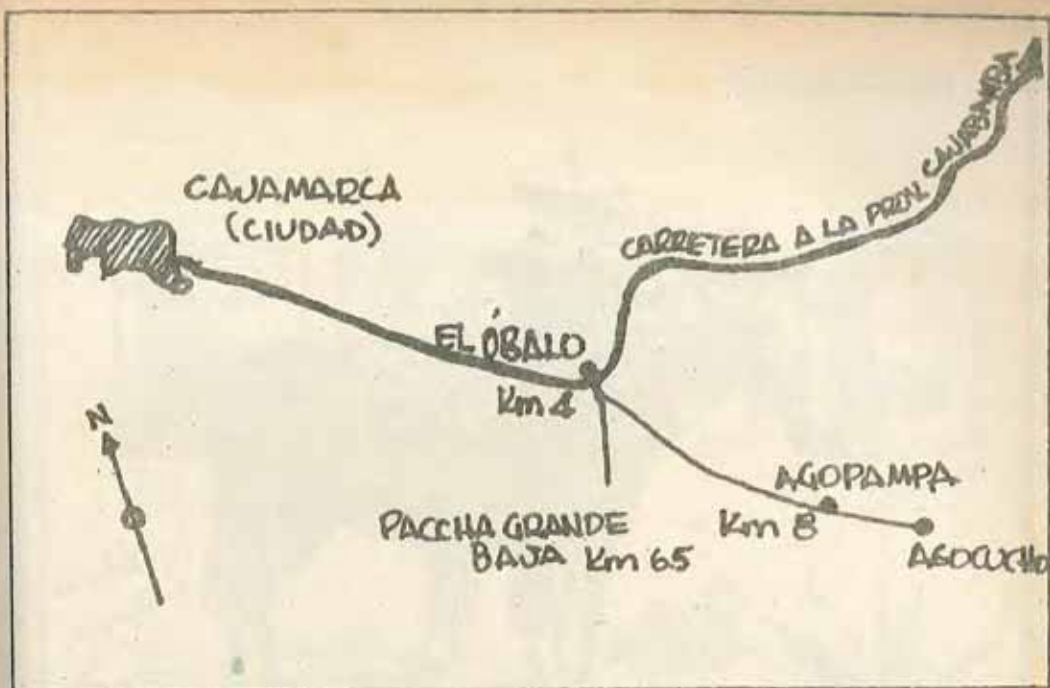 CAJAMARCA
(CIUDAD)
CARRETERA A LA PROV. CAJABAMBA
EL ÓBALO
Km 4
N
AGOPAMPA
Km 8
PACCHA GRANDE
BAJA Km 6.5
AGOCUCHO